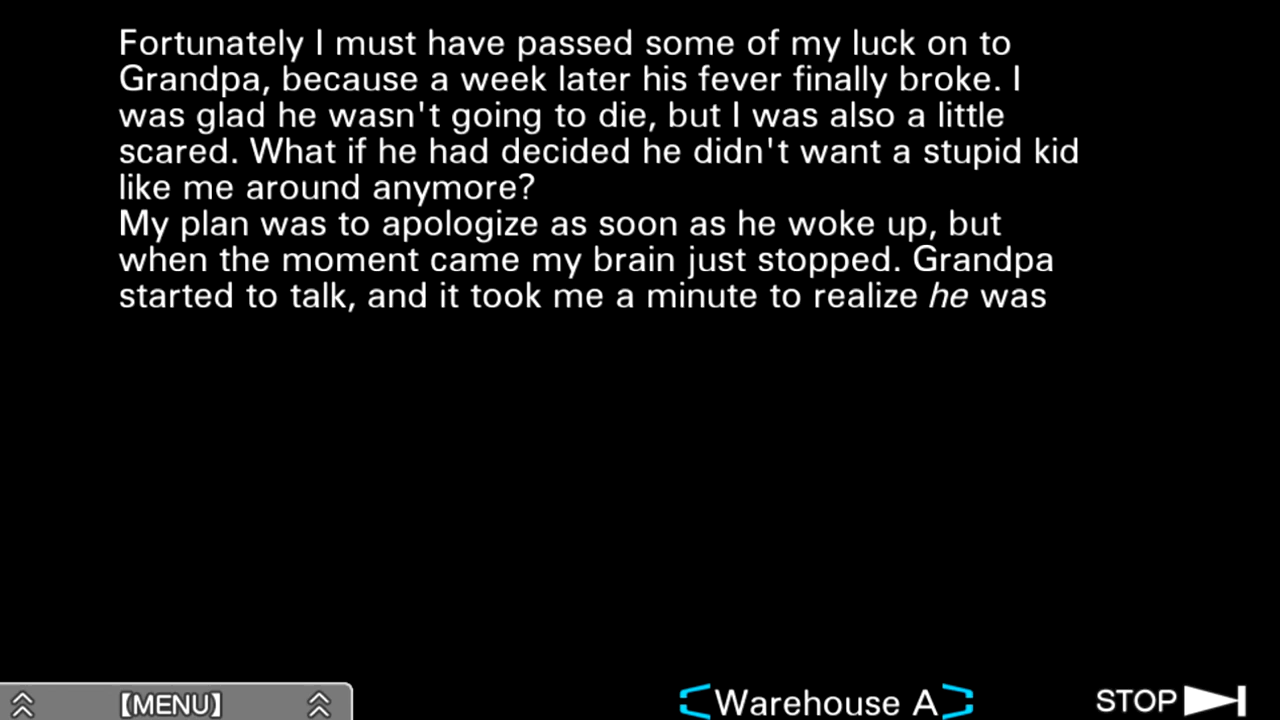 Fortunately I must have passed some of my luck on to
Grandpa, because a week later his fever finally broke. I
was glad he wasn't going to die, but I was also a little
scared. What if he had decided he didn't want a stupid kid
like me around anymore?
My plan was to apologize as soon as he woke up, but
when the moment came my brain just stopped. Grandpa
started to talk, and it took me a minute to realize he was
【MENU】
Warehouse A
STOP